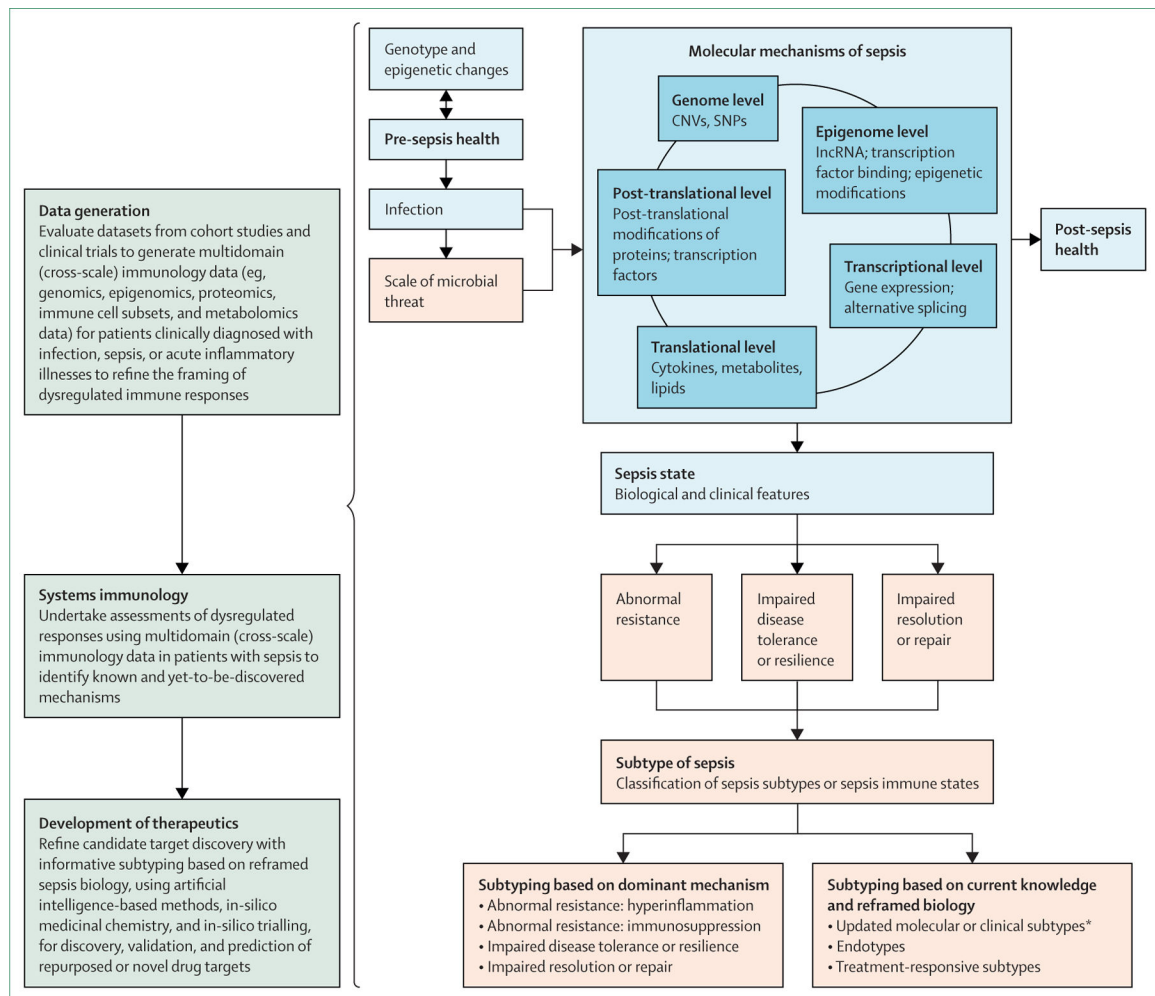 Data generation
Evaluate datasets from cohort studies and
clinical trials to generate multidomain
(cross-scale) immunology data (eg,
genomics, epigenomics, proteomics,
immune cell subsets, and metabolomics
data) for patients clinically diagnosed with
infection, sepsis, or acute inflammatory
illnesses to refine the framing of
dysregulated immune responses
Systems immunology
Undertake assessments of dysregulated
responses using multidomain (cross-scale)
immunology data in patients with sepsis to
identify known and yet-to-be-discovered
mechanisms
Development of therapeutics
Refine candidate target discovery with
informative subtyping based on reframed
sepsis biology, using artificial
intelligence-based methods, in-silico
medicinal chemistry, and in-silico trialling,
for discovery, validation, and prediction of
repurposed or novel drug targets
Genotype and
epigenetic changes
Pre-sepsis health
Infection
Scale of microbial
threat
Molecular mechanisms of sepsis
Genome level
CNVs, SNPs
Epigenome level
lncRNA; transcription
factor binding; epigenetic
modifications
Post-translational level
Post-translational
modifications of
proteins; transcription
factors
Transcriptional level
Gene expression;
alternative splicing
Translational level
Cytokines, metabolites,
lipids
Post-sepsis
health
Sepsis state
Biological and clinical features
Abnormal
resistance
Impaired
disease
tolerance
or resilience
Impaired
resolution
or repair
Subtype of sepsis
Classification of sepsis subtypes or sepsis immune states
Subtyping based on dominant mechanism
• Abnormal resistance: hyperinflammation
• Abnormal resistance: immunosuppression
• Impaired disease tolerance or resilience
• Impaired resolution or repair
Subtyping based on current knowledge
and reframed biology
• Updated molecular or clinical subtypes*
• Endotypes
• Treatment-responsive subtypes